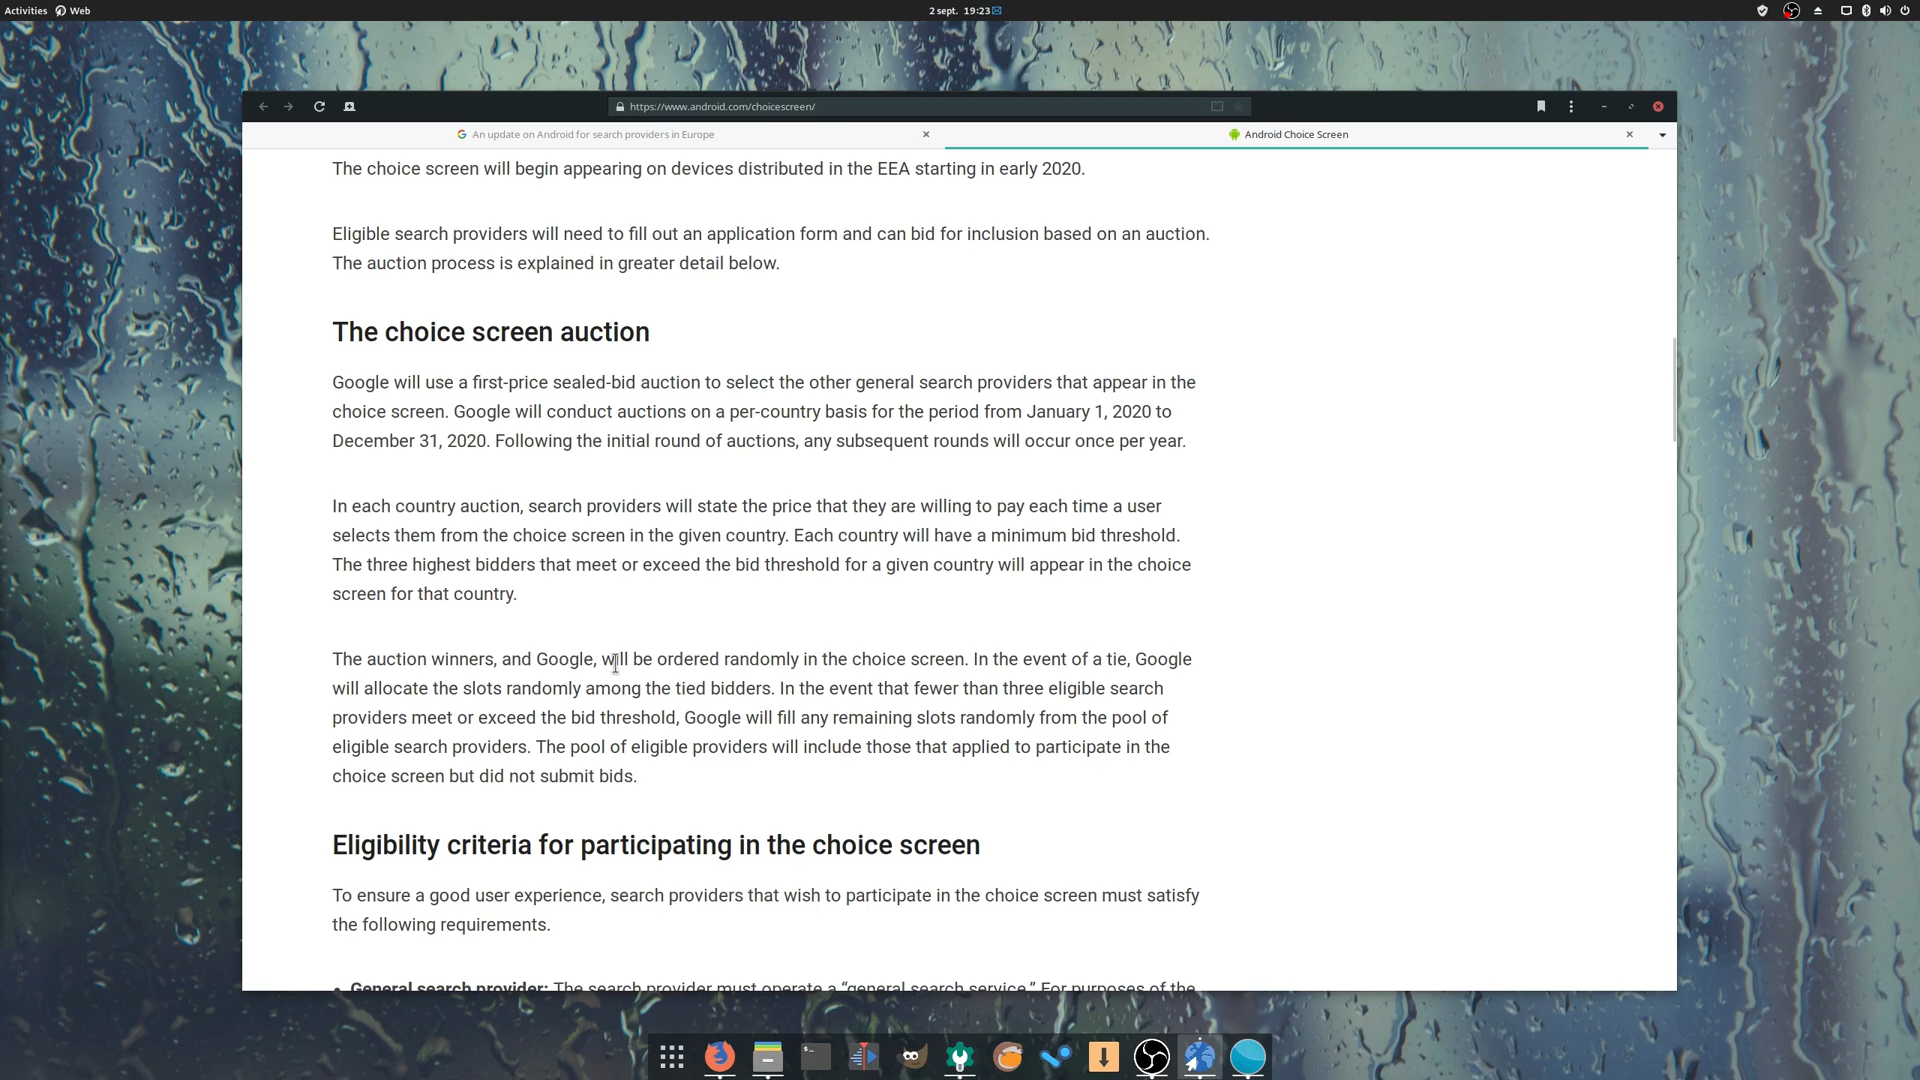 Activities Web 2 sept. 19:23
https://www.android.com/choicescreen/
An update on Android for search providers in Europe Android Choice Screen
The choice screen will begin appearing on devices distributed in the EEA starting in early 2020.
Eligible search providers will need to fill out an application form and can bid for inclusion based on an auction.
The auction process is explained in greater detail below.
The choice screen auction
Google will use a first-price sealed-bid auction to select the other general search providers that appear in the
choice screen. Google will conduct auctions on a per-country basis for the period from January 1, 2020 to
December 31, 2020. Following the initial round of auctions, any subsequent rounds will occur once per year.
In each country auction, search providers will state the price that they are willing to pay each time a user
selects them from the choice screen in the given country. Each country will have a minimum bid threshold.
The three highest bidders that meet or exceed the bid threshold for a given country will appear in the choice
screen for that country.
The auction winners, and Google, will be ordered randomly in the choice screen. In the event of a tie, Google
will allocate the slots randomly among the tied bidders. In the event that fewer than three eligible search
providers meet or exceed the bid threshold, Google will fill any remaining slots randomly from the pool of
eligible search providers. The pool of eligible providers will include those that applied to participate in the
choice screen but did not submit bids.
Eligibility criteria for participating in the choice screen
To ensure a good user experience, search providers that wish to participate in the choice screen must satisfy
the following requirements.
• General search provider: The search provider must operate a “general search service.” For purposes of the